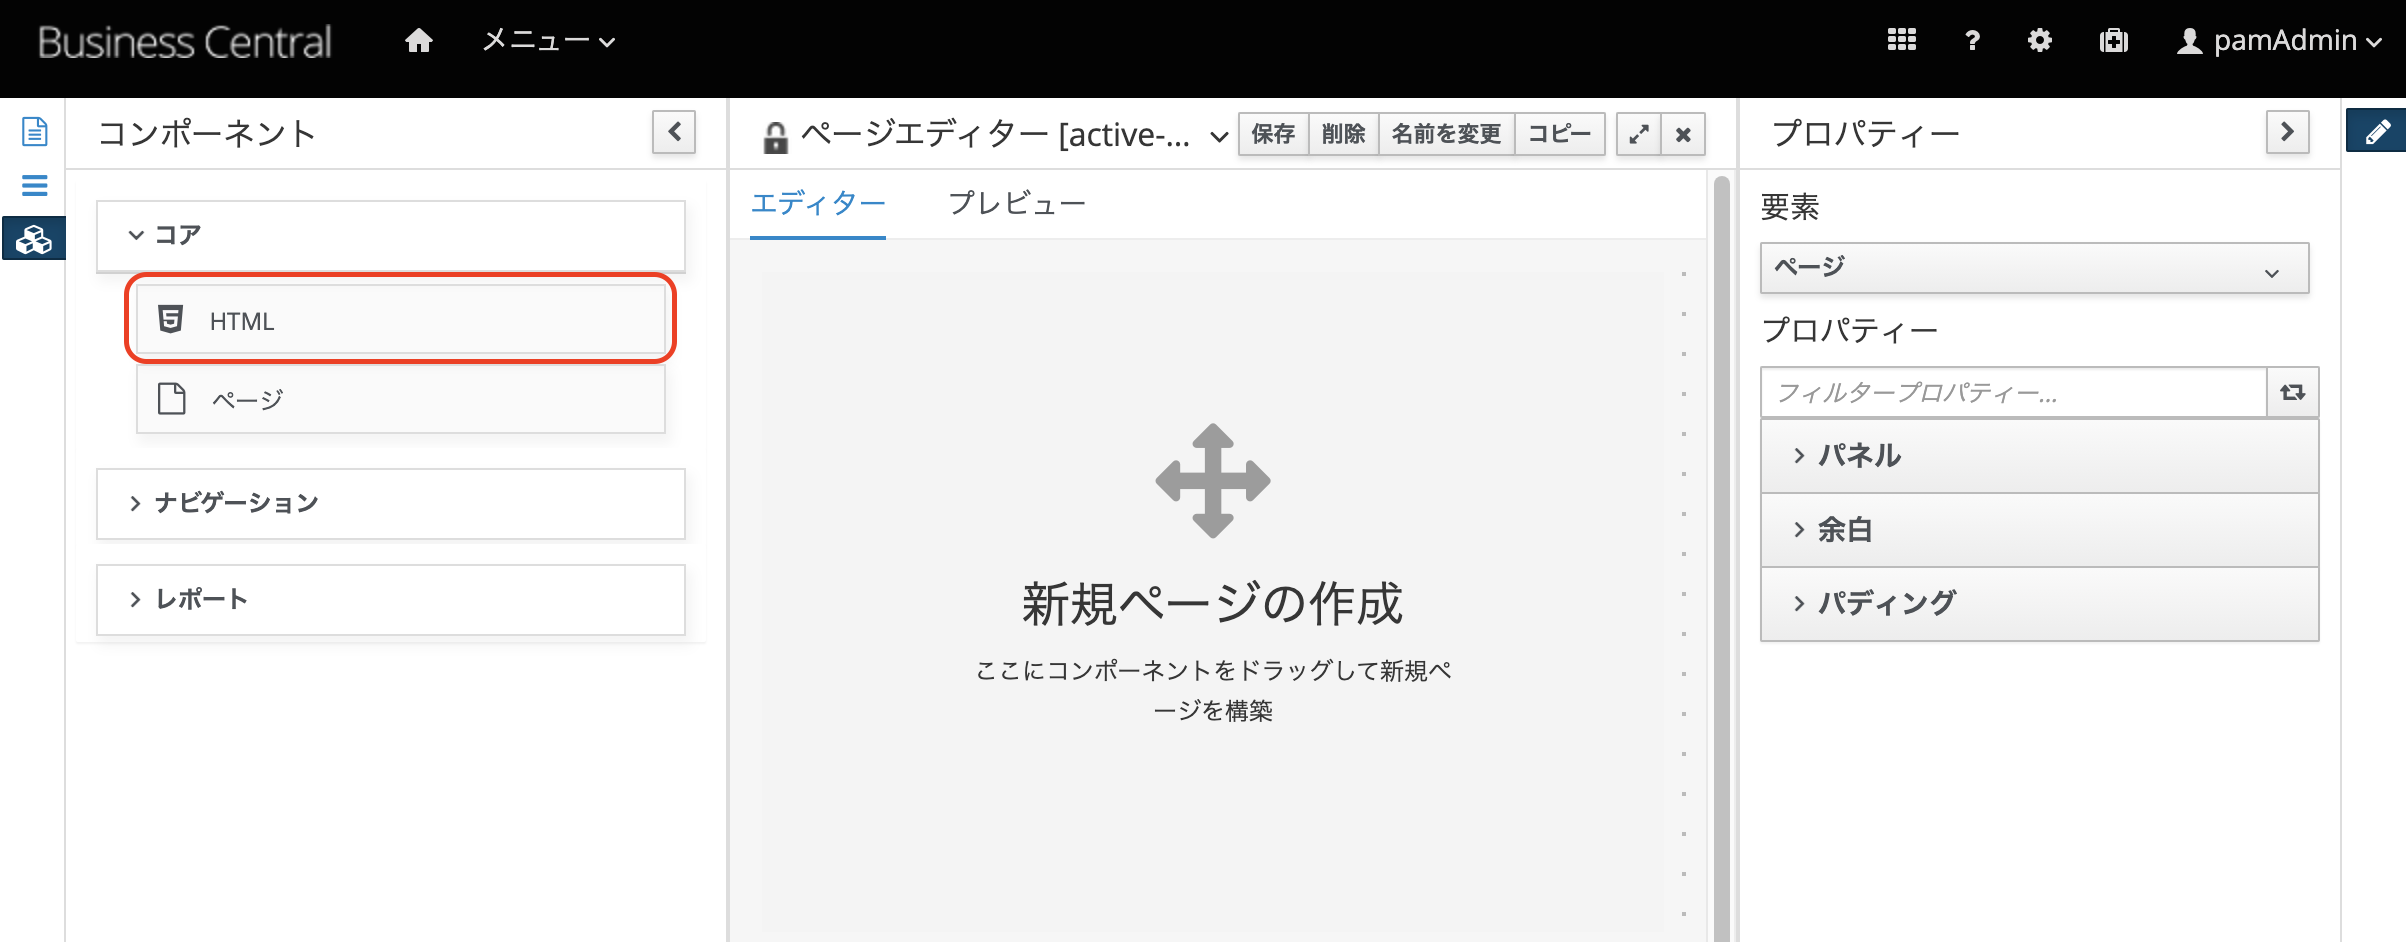 Business Central
メニュー
?
pamAdmin
コンポーネント
コア
HTML
ページ
ナビゲーション
レポート
ページエディター [active-...
保存
削除
名前を変更
コピー
エディター
プレビュー
新規ページの作成
ここにコンポーネントをドラッグして新規ペ
ージを構築
プロパティー
要素
ページ
プロパティー
フィルタープロパティー...
パネル
余白
パディング